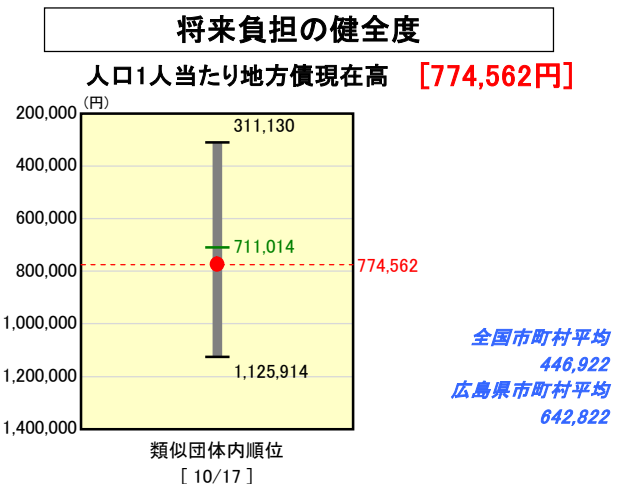 将来負担の健全度
人口1人当たり地方債現在高 [774,562円]
(円)
200,000
311,130
400,000
600,000
711,014
774,562
800,000
1,000,000
全国市町村平均
446,922
1,125,914
1,200,000
広島県市町村平均
642,822
1,400,000
類似団体内順位
[ 10/17 ]